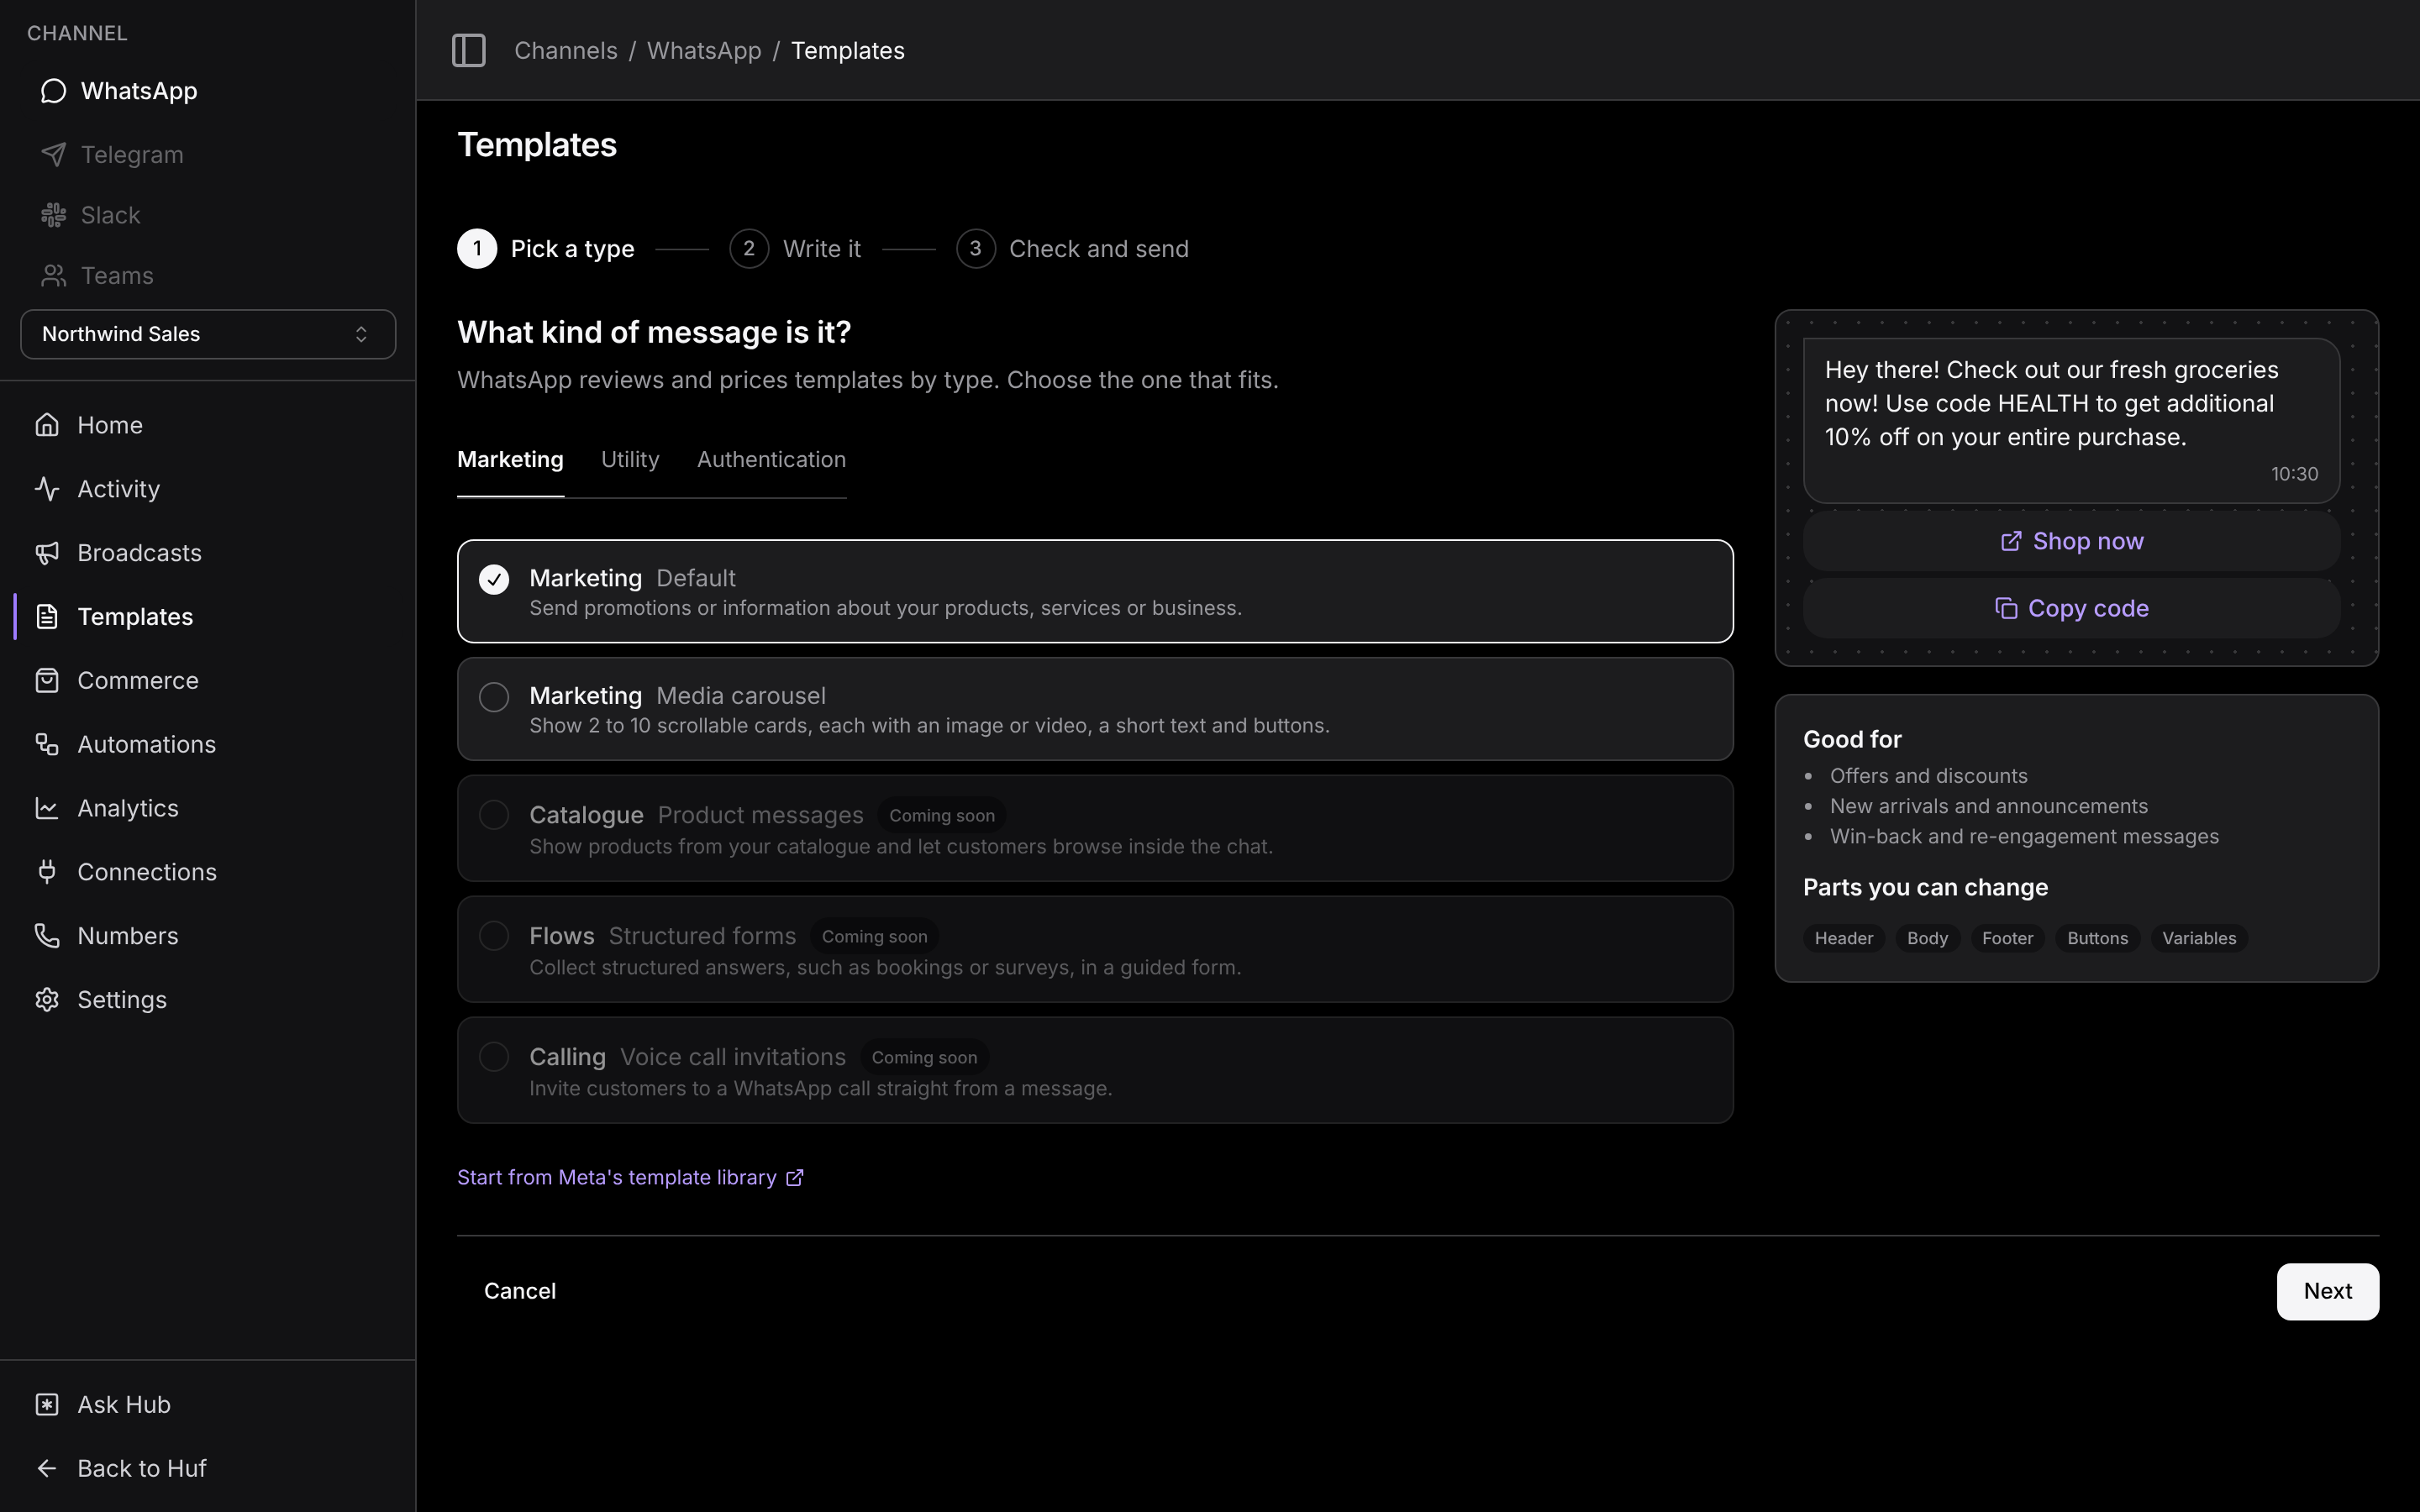 CHANNEL
WhatsApp
Telegram
Slack
Teams
Northwind Sales
Home
Activity
Broadcasts
Templates
Commerce
Automations
Analytics
Connections
Numbers
Settings
Ask Hub
Back to Huf
Channels / WhatsApp / Templates
Templates
1 Pick a type 2 Write it 3 Check and send
What kind of message is it?
WhatsApp reviews and prices templates by type. Choose the one that fits.
Marketing Utility Authentication
Marketing Default
Send promotions or information about your products, services or business.
Marketing Media carousel
Show 2 to 10 scrollable cards, each with an image or video, a short text and buttons.
Catalogue Product messages Coming soon
Show products from your catalogue and let customers browse inside the chat.
Flows Structured forms Coming soon
Collect structured answers, such as bookings or surveys, in a guided form.
Calling Voice call invitations Coming soon
Invite customers to a WhatsApp call straight from a message.
Start from Meta's template library
Hey there! Check out our fresh groceries
now! Use code HEALTH to get additional
10% off on your entire purchase.
10:30
Shop now
Copy code
Good for
• Offers and discounts
• New arrivals and announcements
• Win-back and re-engagement messages
Parts you can change
Header Body Footer Buttons Variables
Cancel
Next